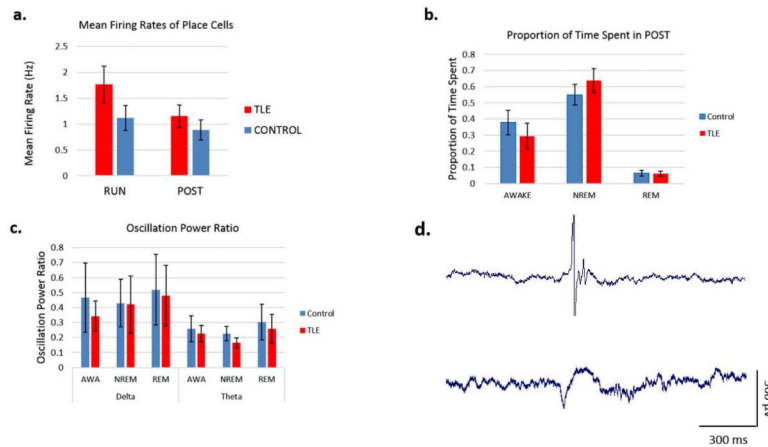 a.
Mean Firing Rates of Place Cells
Mean Firing Rate (Hz)
2.5
2
1.5
1
0.5
0
RUN
POST
TLE
CONTROL
b.
Proportion of Time Spent in POST
Proportion of Time Spent
0.8
0.7
0.6
0.5
0.4
0.3
0.2
0.1
0
AWAKE
NREM
REM
Control
TLE
c.
Oscillation Power Ratio
Oscillation Power Ratio
0.8
0.7
0.6
0.5
0.4
0.3
0.2
0.1
0
AWA
NREM
REM
AWA
NREM
REM
Delta
Theta
Control
TLE
d.
300 ms